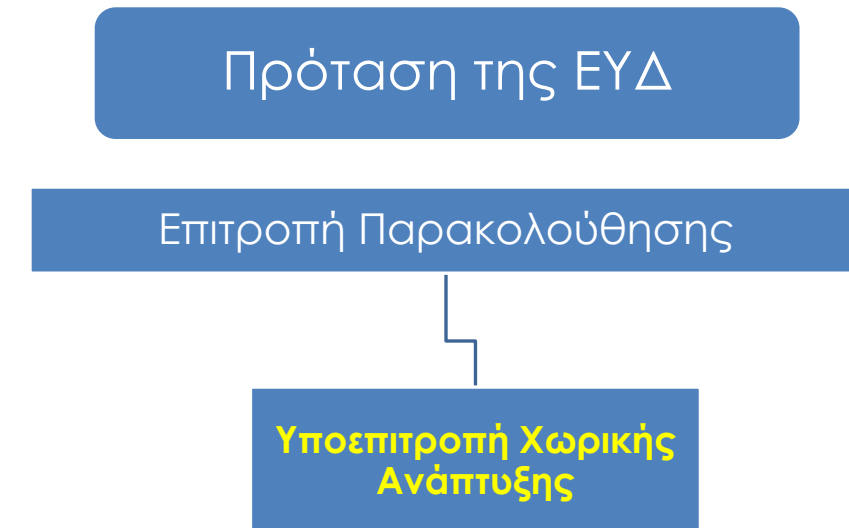 Πρόταση της ΕΥΔ
Επιτροπή Παρακολούθησης
Υποεπιτροπή Χωρικής
Ανάπτυξης